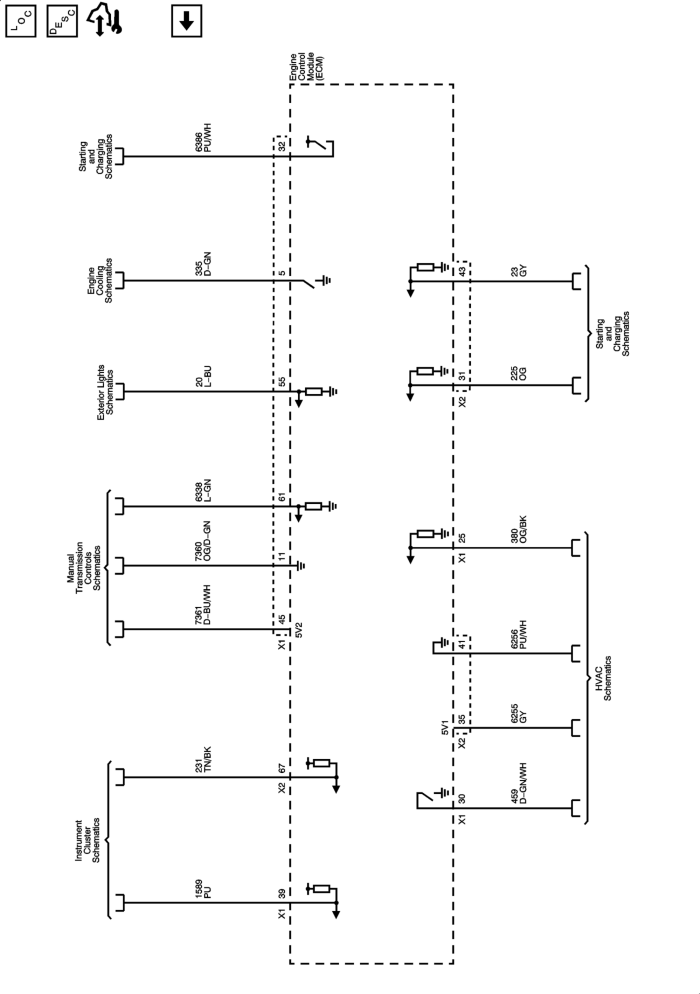 LOC
DESC
Engine
Control
Module
(ECM)
Starting
and
Charging
Schematics
6386
PU/WH
32
Engine
Cooling
Schematics
335
D-GN
5
Exterior Lights
Schematics
20
L-BU
55
Manual
Transmission
Controls
Schematics
6338
L-GN
61
7360
OG/D-GN
11
7361
D-BU/WH
45
X1
5V2
Instrument
Cluster
Schematics
231
TN/BK
67
X2
1589
PU
39
X1
43
23
GY
31
X2
225
OG
Starting
and
Charging
Schematics
25
X1
380
OG/BK
41
6256
PU/WH
5V1
35
X2
6255
GY
30
X1
459
D-GN/WH
HVAC
Schematics